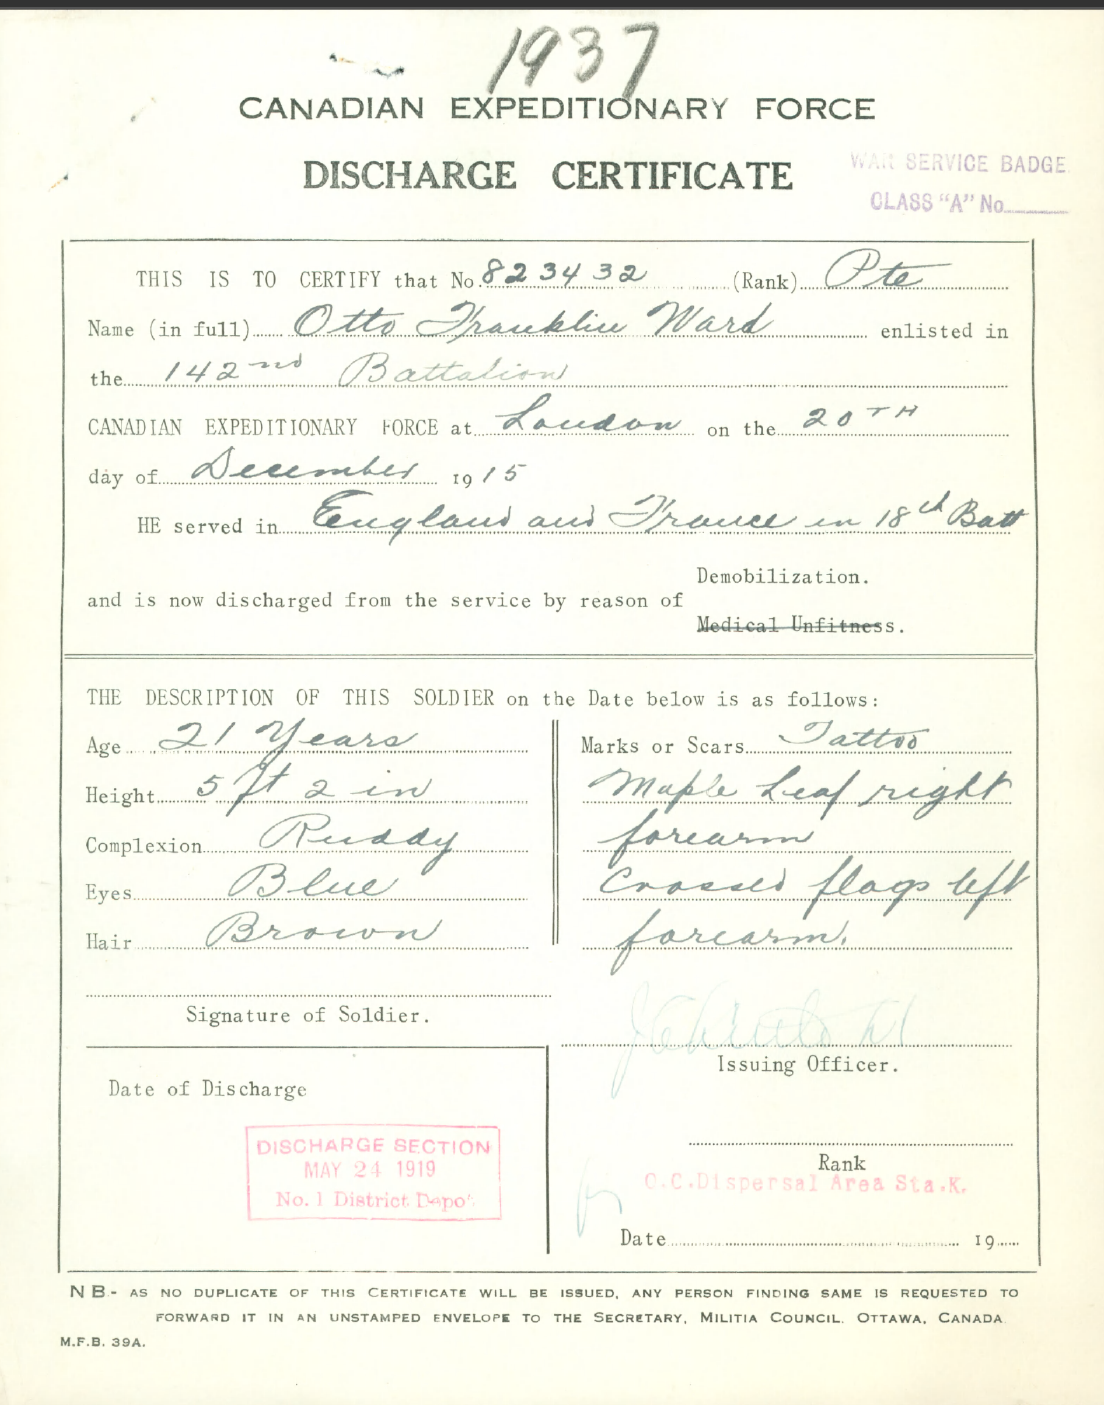 1937
CANADIAN EXPEDITIONARY FORCE
DISCHARGE CERTIFICATE
WAR SERVICE BADGE
CLASS "A" No.
THIS IS TO CERTIFY that No. 823432 (Rank) Pte
Name (in full) Otto Franklin Ward enlisted in
the 142nd Battalion
CANADIAN EXPEDITIONARY FORCE at London on the 20TH
day of December 1915
HE served in England and France in 18th Batt
Demobilization.
and is now discharged from the service by reason of
Medical Unfitness.
THE DESCRIPTION OF THIS SOLDIER on the Date below is as follows:
Age 21 Years
Height 5 ft 2 in
Complexion Ruddy
Eyes Blue
Hair Brown
Marks or Scars Tattoo
Maple Leaf right
forearm
Crossed flags left
forearm.
Signature of Soldier.
Issuing Officer.
Date of Discharge
DISCHARGE SECTION
MAY 24 1919
No. 1 District Depot
Rank
O.C. Dispersal Area Sta. K.
Date 19
NB.- AS NO DUPLICATE OF THIS CERTIFICATE WILL BE ISSUED, ANY PERSON FINDING SAME IS REQUESTED TO
FORWARD IT IN AN UNSTAMPED ENVELOPE TO THE SECRETARY, MILITIA COUNCIL, OTTAWA, CANADA.
M.F.B. 39A.